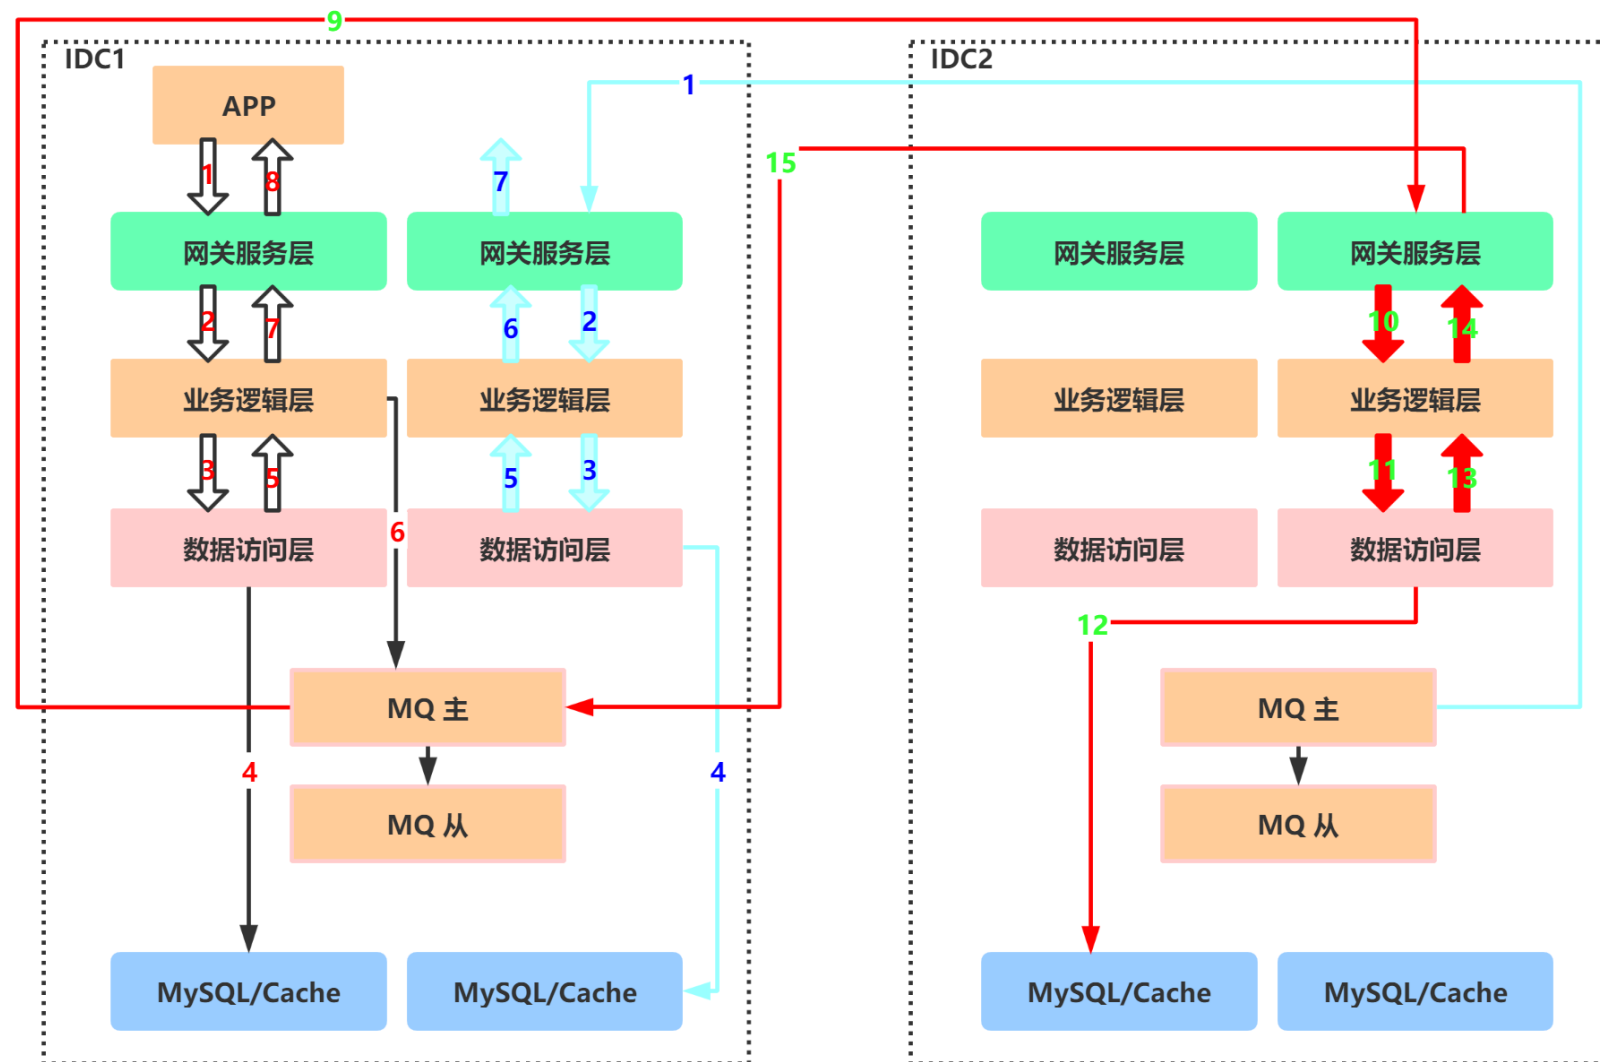 9
IDC1
IDC2
APP
1
15
1
8
7
网关服务层
网关服务层
网关服务层
网关服务层
2
7
6
2
10
14
业务逻辑层
业务逻辑层
业务逻辑层
业务逻辑层
3
5
5
3
11
13
6
数据访问层
数据访问层
数据访问层
数据访问层
12
MQ 主
MQ 主
4
4
MQ 从
MQ 从
MySQL/Cache
MySQL/Cache
MySQL/Cache
MySQL/Cache